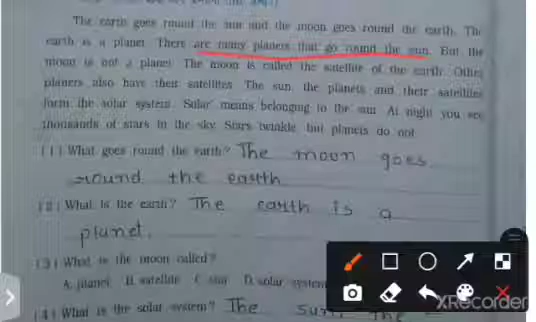 The earth goes round the sun and the moon goes round the earth. The
earth is a planet. There are many planets that go round the sun. But the
moon is not a planet. The moon is called the satellite of the earth. Other
planets also have their satellites. The sun, the planets and their satellites
form the solar system. Solar means belonging to the sun. At night you see
thousands of stars in the sky. Stars twinkle but planets do not.
(1) What goes round the earth? The moon goes
round the earth
(2) What is the earth? The earth is a
planet.
(3) What is the moon called?
A. planet B. satellite C. star D. solar system
(4) What is the solar system? The sun, the
XRecorder